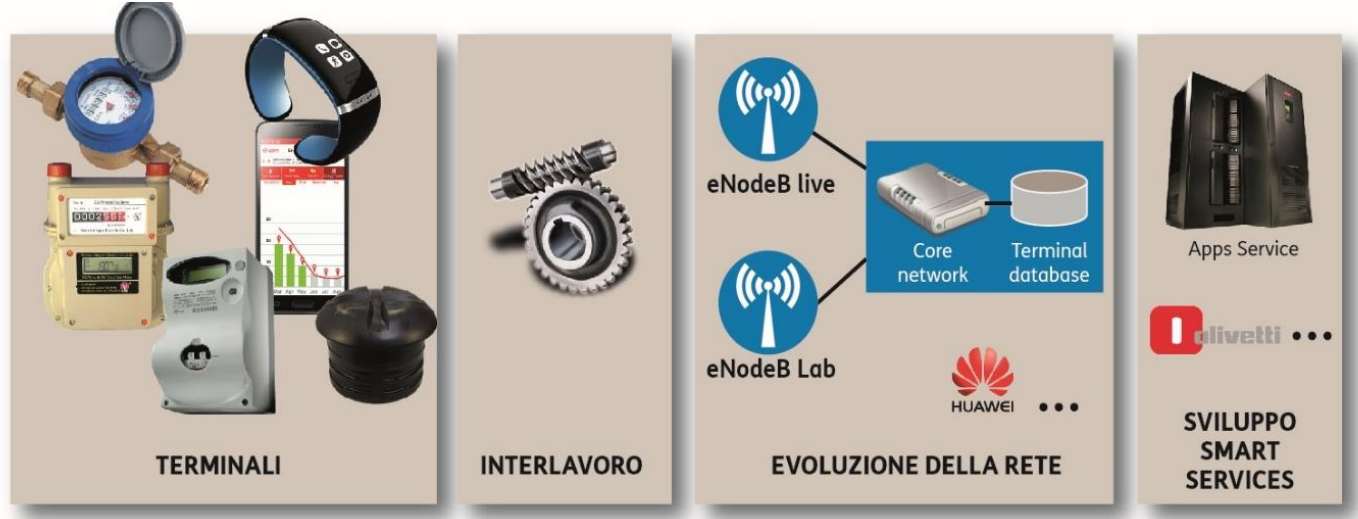 TERMINALI
INTERLAVORO
eNodeB live
eNodeB Lab
Core
network
Terminal
database
HUAWEI
EVOLUZIONE DELLA RETE
Apps Service
olivetti
SVILUPPO
SMART
SERVICES